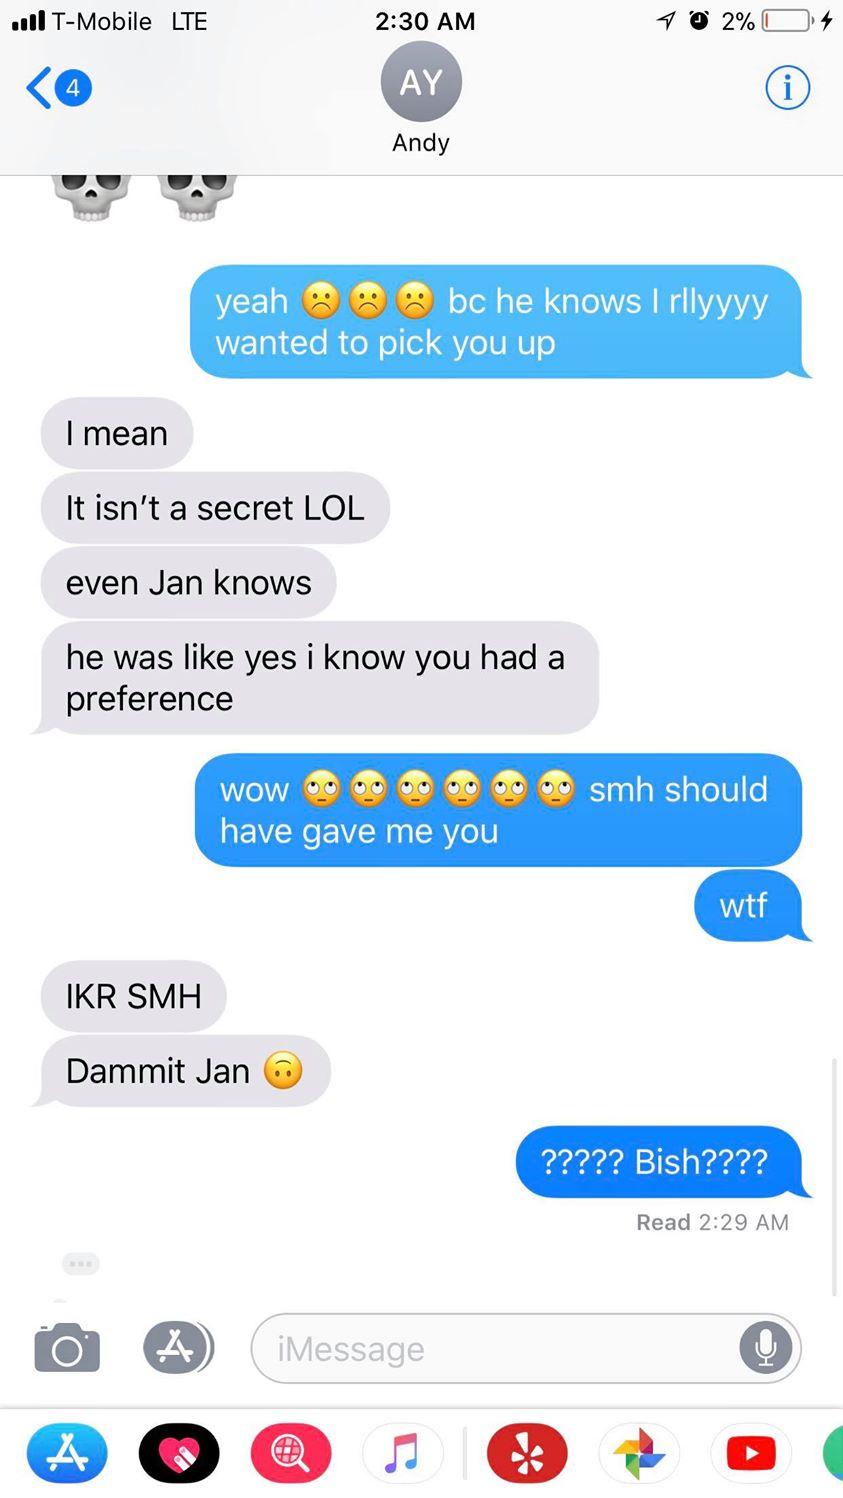 T-Mobile LTE 2:30 AM 2%
4 AY i
Andy
yeah ☹️☹️☹️ bc he knows I rllyyyy
wanted to pick you up
I mean
It isn't a secret LOL
even Jan knows
he was like yes i know you had a
preference
wow 🙄🙄🙄🙄🙄🙄 smh should
have gave me you
wtf
IKR SMH
Dammit Jan 🙃
????? Bish????
Read 2:29 AM
iMessage